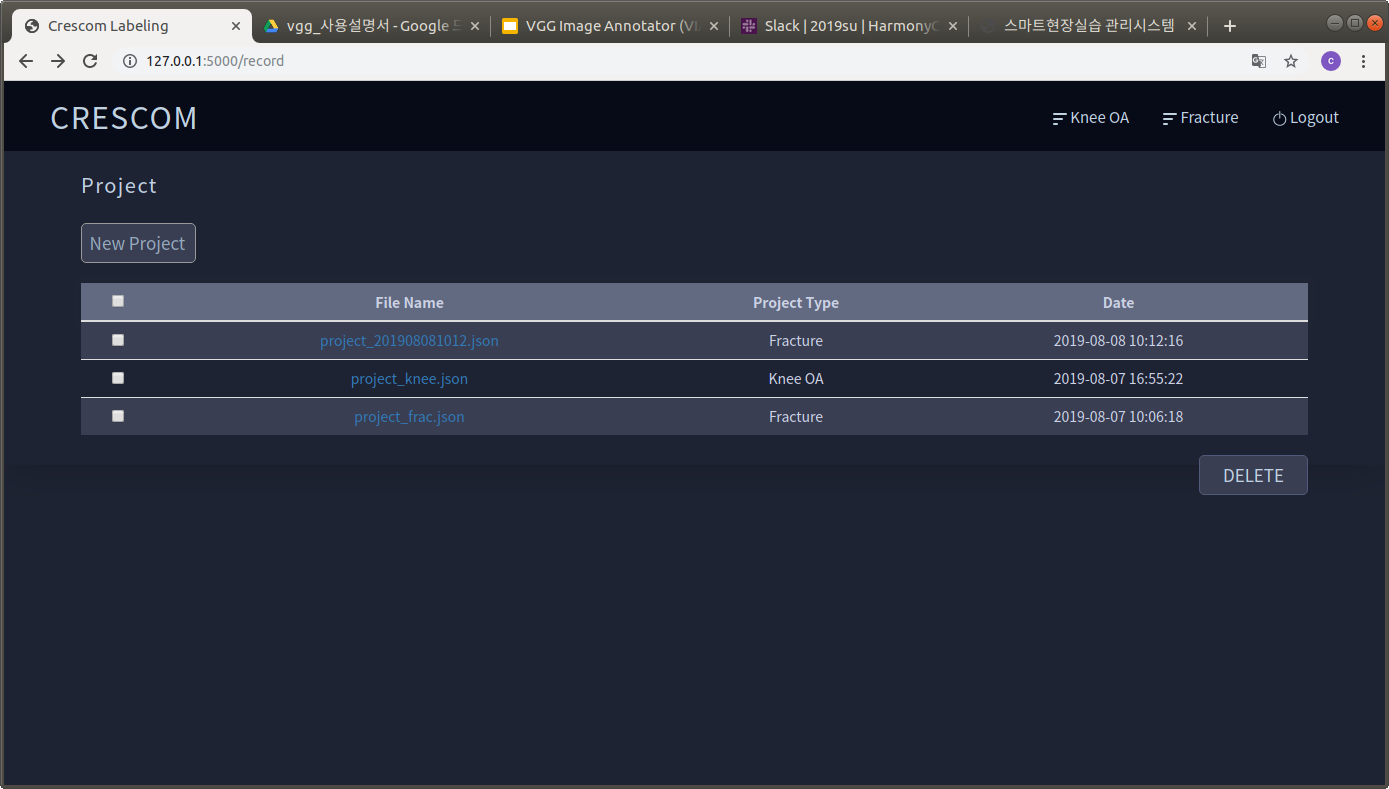 Crescom Labeling
vgg_사용설명서 - Google
VGG Image Annotator (VI
Slack | 2019su | Harmony
스마트현장실습 관리시스템
127.0.0.1:5000/record
C
CRESCOM
Knee OA
Fracture
Logout
Project
New Project
File Name Project Type Date
project_201908081012.json Fracture 2019-08-08 10:12:16
project_knee.json Knee OA 2019-08-07 16:55:22
project_frac.json Fracture 2019-08-07 10:06:18
DELETE